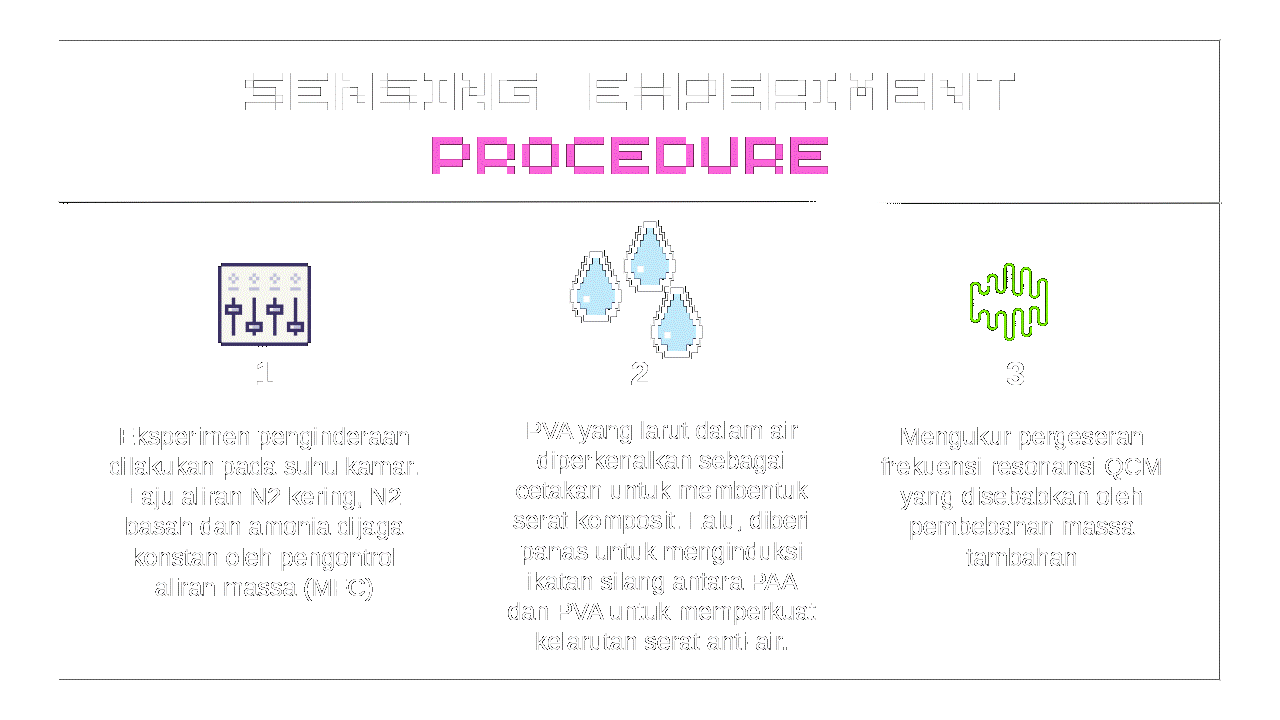 SENSING EXPERIMENT
PROCEDURE
1
Eksperimen penginderaan
dilakukan pada suhu kamar.
Laju aliran N2 kering, N2
basah dan amonia dijaga
konstan oleh pengontrol
aliran massa (MFC)
2
PVA yang larut dalam air
diperkenalkan sebagai
cetakan untuk membentuk
serat komposit. Lalu, diberi
panas untuk menginduksi
ikatan silang antara PAA
dan PVA untuk memperkuat
kelarutan serat anti-air.
3
Mengukur pergeseran
frekuensi resonansi QCM
yang disebabkan oleh
pembebanan massa
tambahan